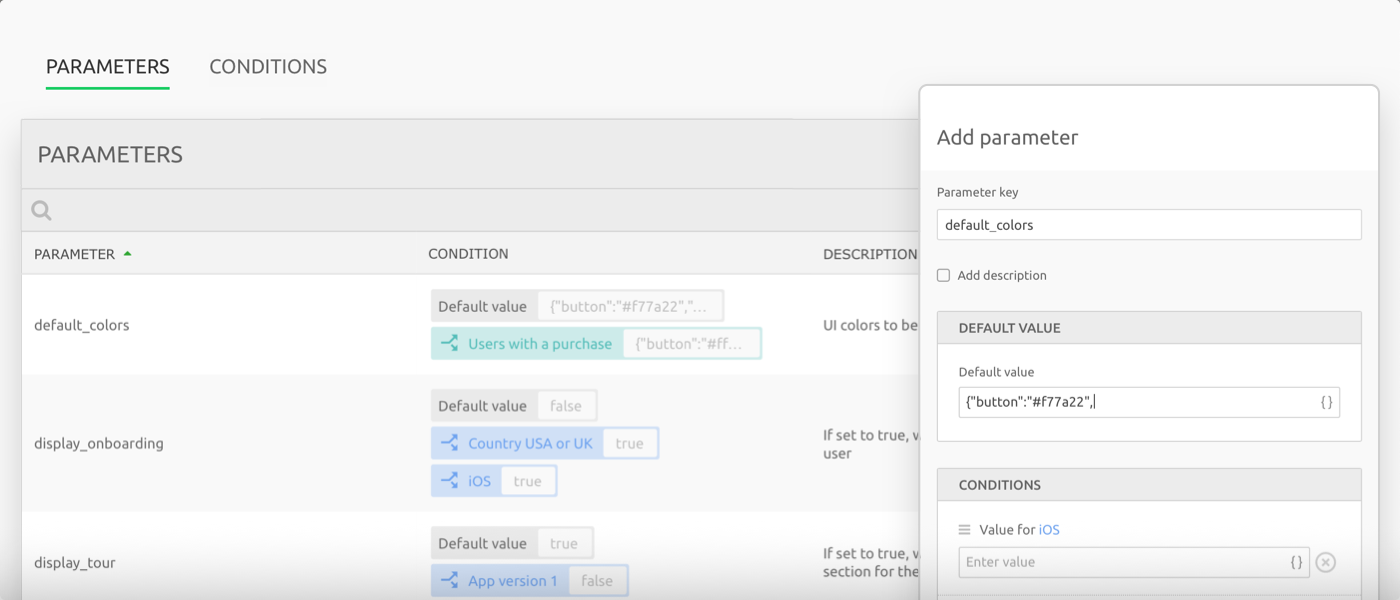 PARAMETERS CONDITIONS
PARAMETERS
PARAMETER CONDITION DESCRIPTION
default_colors
Default value {"button":"#f77a22","...
Users with a purchase {"button":"#ff...
UI colors to be
display_onboarding
Default value false
Country USA or UK true
iOS true
If set to true, w
user
display_tour
Default value true
App version 1 false
If set to true, w
section for the
Add parameter
Parameter key
default_colors
Add description
DEFAULT VALUE
Default value
{"button":"#f77a22", {}
CONDITIONS
Value for iOS
Enter value {}